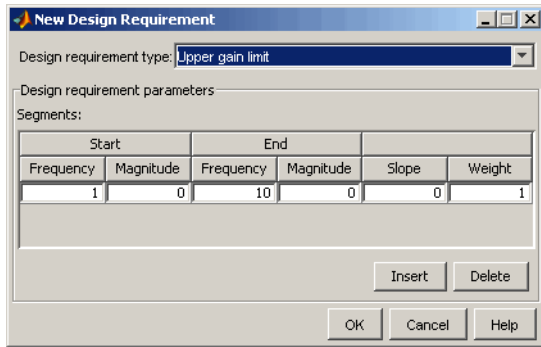 New Design Requirement
Design requirement type: Upper gain limit
Design requirement parameters
Segments:
Start End
Frequency Magnitude Frequency Magnitude Slope Weight
1 0 10 0 0 1
Insert Delete
OK Cancel Help